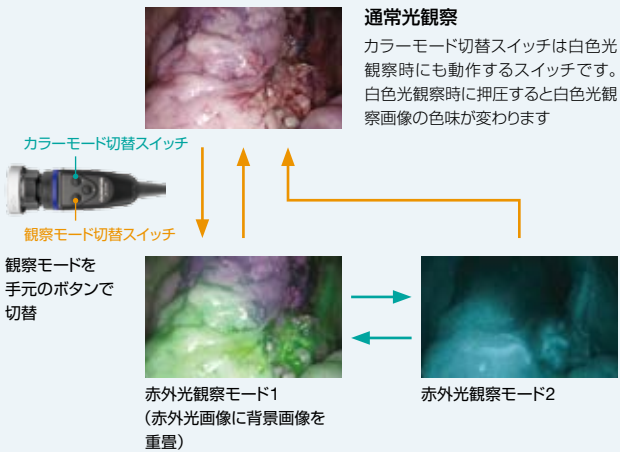 通常光観察
カラーモード切替スイッチは白色光
観察時にも動作するスイッチです。
白色光観察時に押圧すると白色光観
察画像の色味が変わります
カラーモード切替スイッチ
観察モード切替スイッチ
観察モードを
手元のボタンで
切替
赤外光観察モード1
（赤外光画像に背景画像を
重畳）
赤外光観察モード2